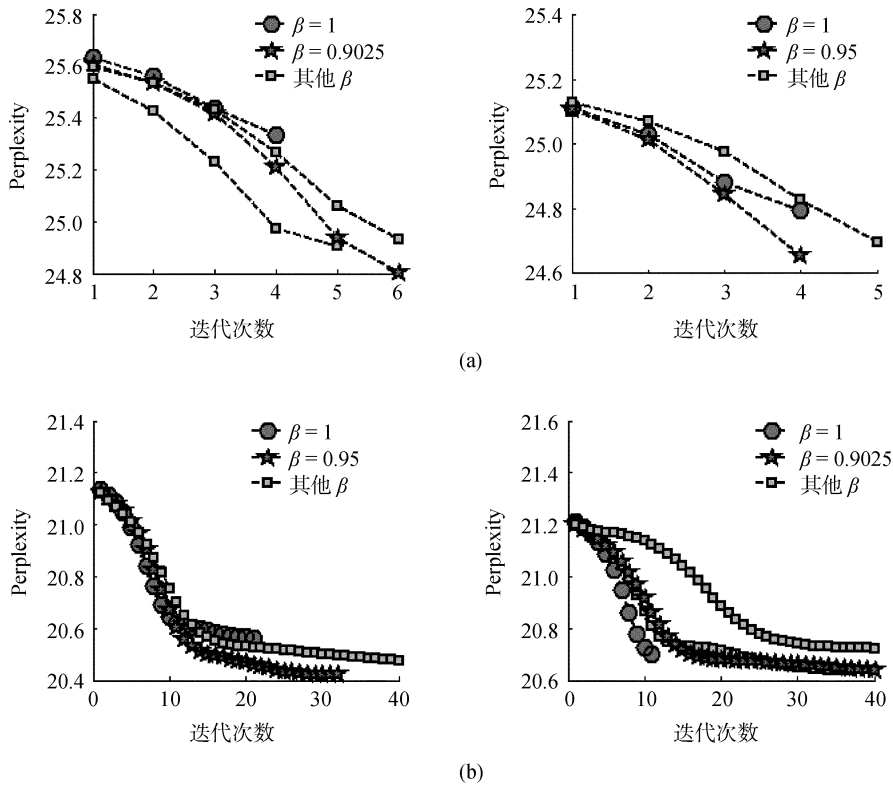 25.8
25.6
25.4
25.2
25.0
24.8
Perplexity
β = 1
β = 0.9025
其他 β
1 2 3 4 5 6
迭代次数
25.4
25.2
25.0
24.8
24.6
Perplexity
β = 1
β = 0.95
其他 β
1 2 3 4 5
迭代次数
(a)
21.4
21.2
21.0
20.8
20.6
20.4
Perplexity
β = 1
β = 0.95
其他 β
0 10 20 30 40
迭代次数
21.6
21.4
21.2
21.0
20.8
20.6
Perplexity
β = 1
β = 0.9025
其他 β
0 10 20 30 40
迭代次数
(b)